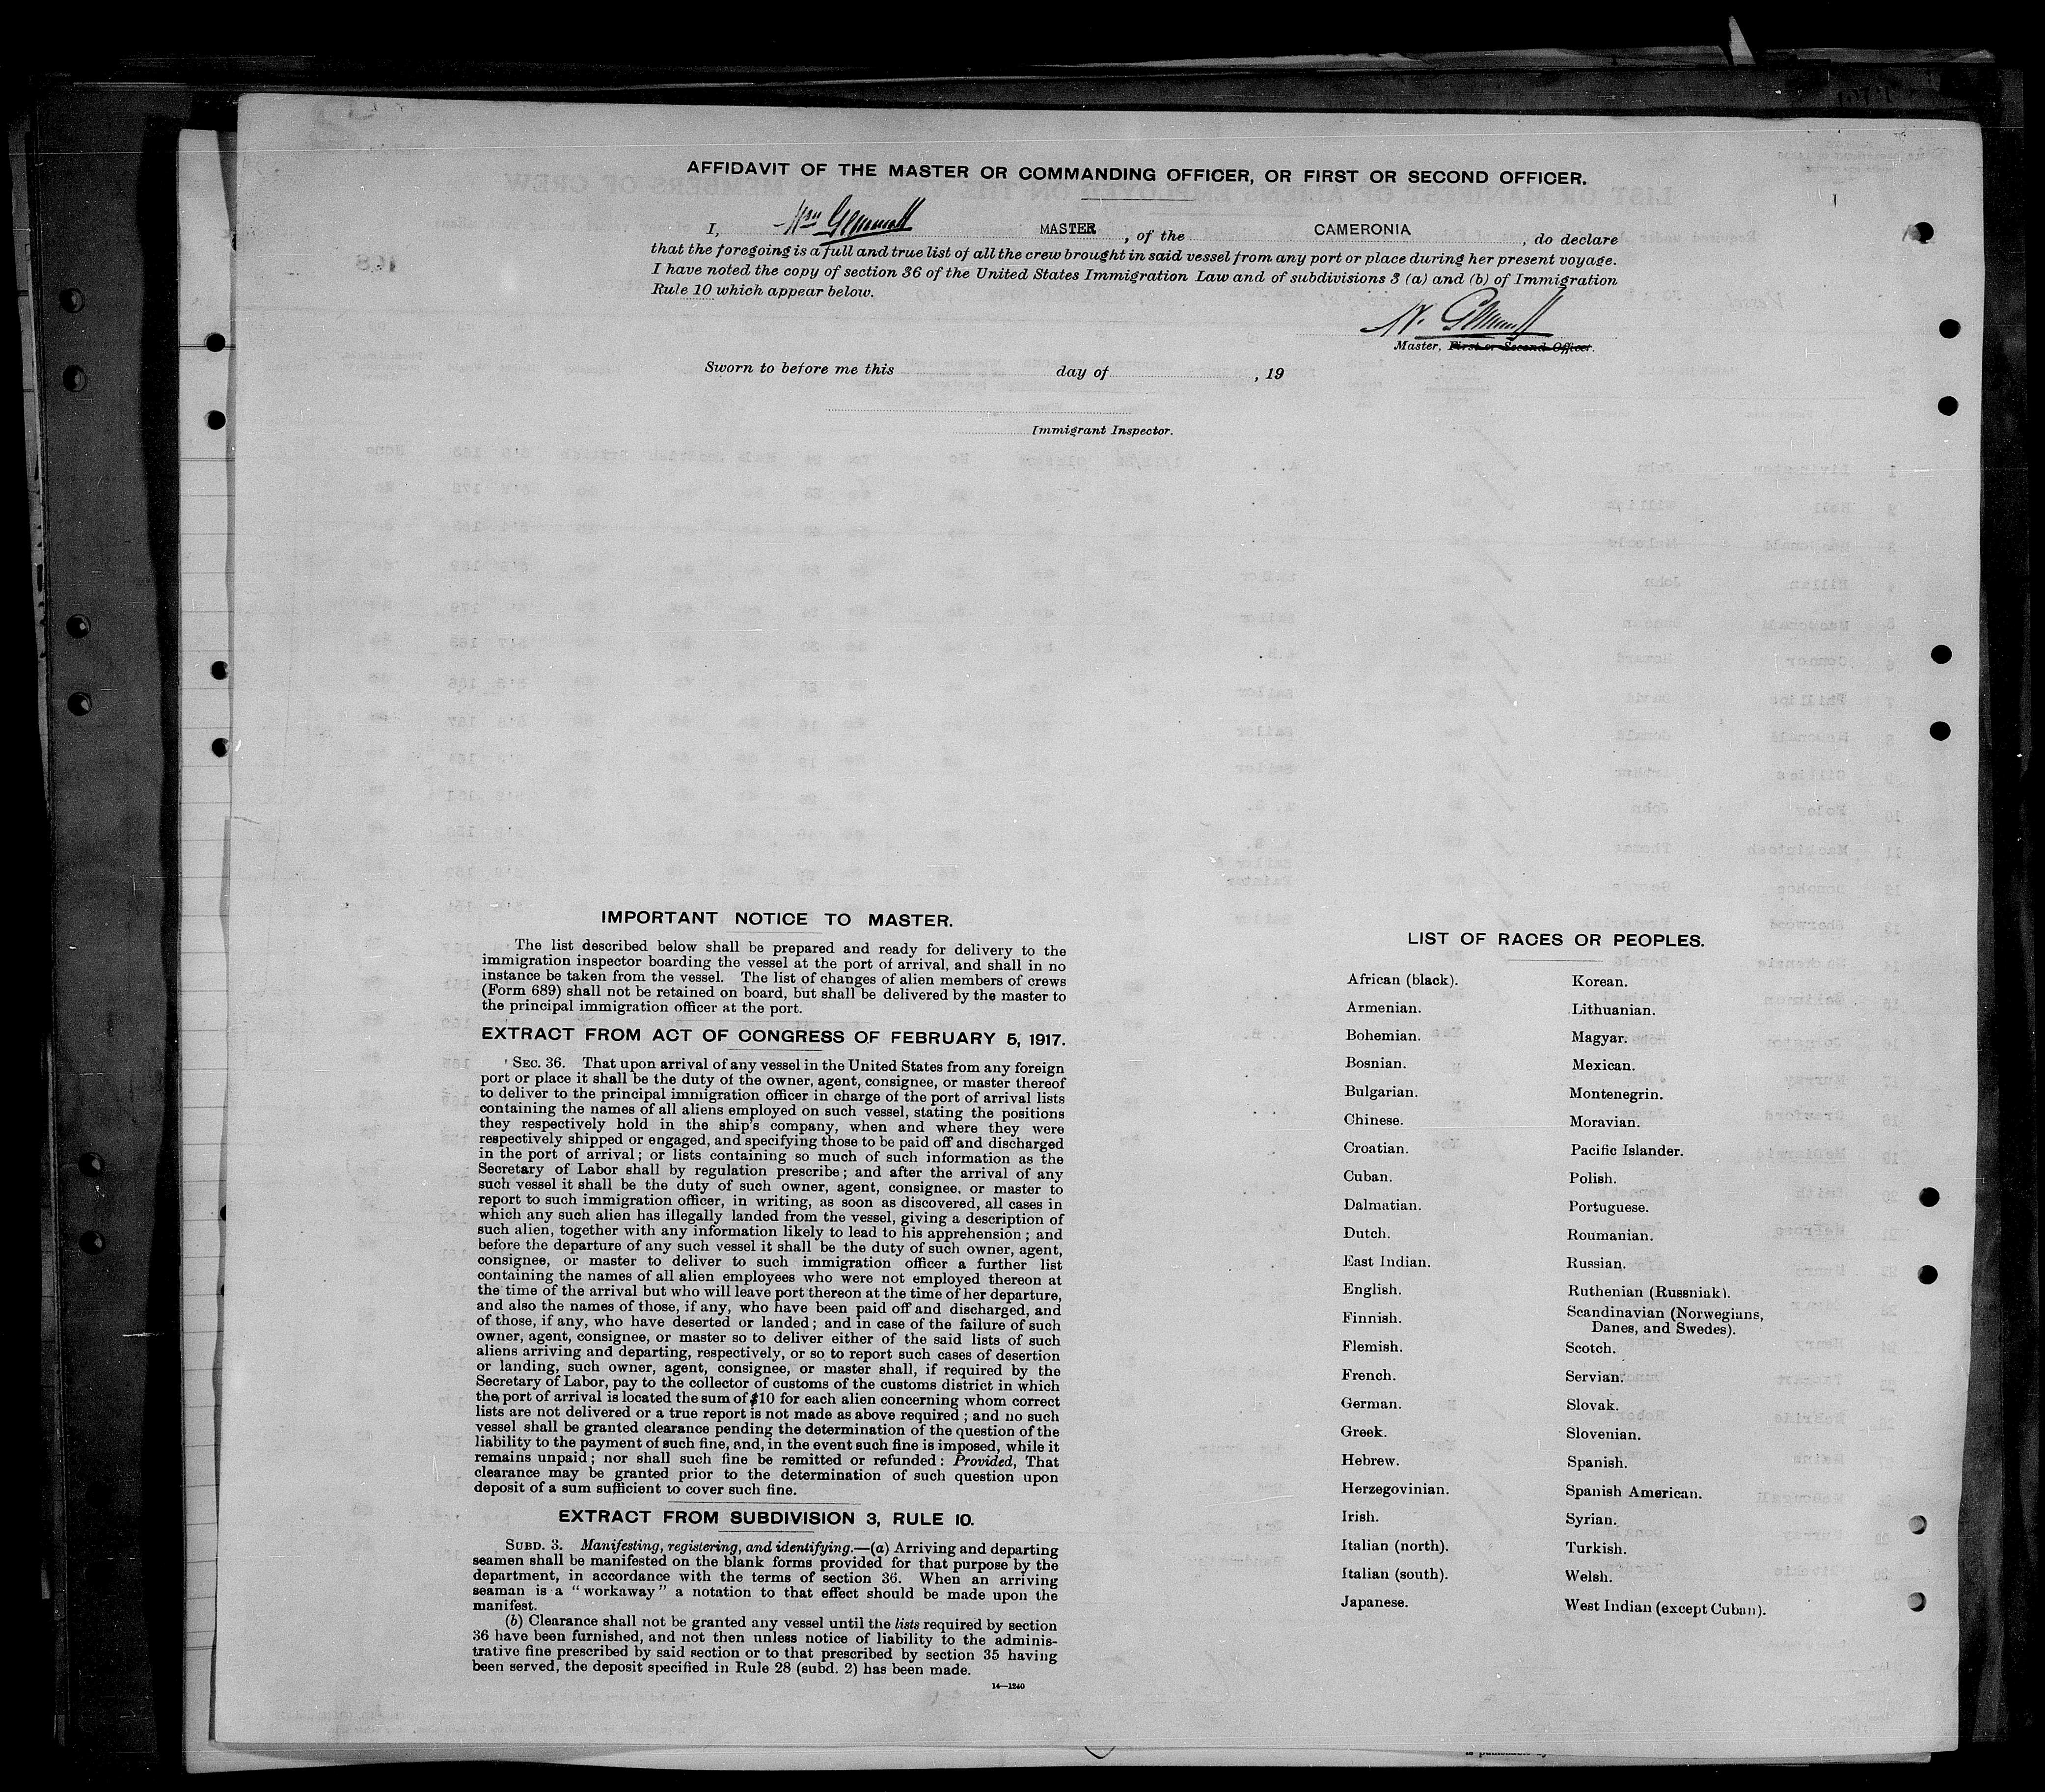 AFFIDAVIT OF THE MASTER OR COMMANDING OFFICER, OR FIRST OR SECOND OFFICER.
I, Wm Gemmell MASTER, of the CAMERONIA, do declare
that the foregoing is a full and true list of all the crew brought in said vessel from any port or place during her present voyage.
I have noted the copy of section 36 of the United States Immigration Law and of subdivisions 3 (a) and (b) of Immigration
Rule 10 which appear below.
W. Gemmell
Master, First or Second Officer.
Sworn to before me this day of , 19
Immigrant Inspector.
IMPORTANT NOTICE TO MASTER.
The list described below shall be prepared and ready for delivery to the
immigration inspector boarding the vessel at the port of arrival, and shall in no
instance be taken from the vessel. The list of changes of alien members of crews
(Form 689) shall not be retained on board, but shall be delivered by the master to
the principal immigration officer at the port.
EXTRACT FROM ACT OF CONGRESS OF FEBRUARY 5, 1917.
SEC. 36. That upon arrival of any vessel in the United States from any foreign
port or place it shall be the duty of the owner, agent, consignee, or master thereof
to deliver to the principal immigration officer in charge of the port of arrival lists
containing the names of all aliens employed on such vessel, stating the positions
they respectively hold in the ship's company, when and where they were
respectively shipped or engaged, and specifying those to be paid off and discharged
in the port of arrival; or lists containing so much of such information as the
Secretary of Labor shall by regulation prescribe; and after the arrival of any
such vessel it shall be the duty of such owner, agent, consignee, or master to
report to such immigration officer, in writing, as soon as discovered, all cases in
which any such alien has illegally landed from the vessel, giving a description of
such alien, together with any information likely to lead to his apprehension; and
before the departure of any such vessel it shall be the duty of such owner, agent,
consignee, or master to deliver to such immigration officer a further list
containing the names of all alien employees who were not employed thereon at
the time of the arrival but who will leave port thereon at the time of her departure,
and also the names of those, if any, who have been paid off and discharged, and
of those, if any, who have deserted or landed; and in case of the failure of such
owner, agent, consignee, or master so to deliver either of the said lists of such
aliens arriving and departing, respectively, or so to report such cases of desertion
or landing, such owner, agent, consignee, or master shall, if required by the
Secretary of Labor, pay to the collector of customs of the customs district in which
the port of arrival is located the sum of $10 for each alien concerning whom correct
lists are not delivered or a true report is not made as above required; and no such
vessel shall be granted clearance pending the determination of the question of the
liability to the payment of such fine, and, in the event such fine is imposed, while it
remains unpaid; nor shall such fine be remitted or refunded: Provided, That
clearance may be granted prior to the determination of such question upon
deposit of a sum sufficient to cover such fine.
EXTRACT FROM SUBDIVISION 3, RULE 10.
SUBD. 3. Manifesting, registering, and identifying.—(a) Arriving and departing
seamen shall be manifested on the blank forms provided for that purpose by the
department, in accordance with the terms of section 36. When an arriving
seaman is a "workaway" a notation to that effect should be made upon the
manifest.
(b) Clearance shall not be granted any vessel until the lists required by section
36 have been furnished, and not then unless notice of liability to the adminis-
trative fine prescribed by said section or to that prescribed by section 35 having
been served, the deposit specified in Rule 28 (subd. 2) has been made.
14—1240
LIST OF RACES OR PEOPLES.
African (black).
Armenian.
Bohemian.
Bosnian.
Bulgarian.
Chinese.
Croatian.
Cuban.
Dalmatian.
Dutch.
East Indian.
English.
Finnish.
Flemish.
French.
German.
Greek.
Hebrew.
Herzegovinian.
Irish.
Italian (north).
Italian (south).
Japanese.
Korean.
Lithuanian.
Magyar.
Mexican.
Montenegrin.
Moravian.
Pacific Islander.
Polish.
Portuguese.
Roumanian.
Russian.
Ruthenian (Russniak).
Scandinavian (Norwegians,
Danes, and Swedes).
Scotch.
Servian.
Slovak.
Slovenian.
Spanish.
Spanish American.
Syrian.
Turkish.
Welsh.
West Indian (except Cuban).